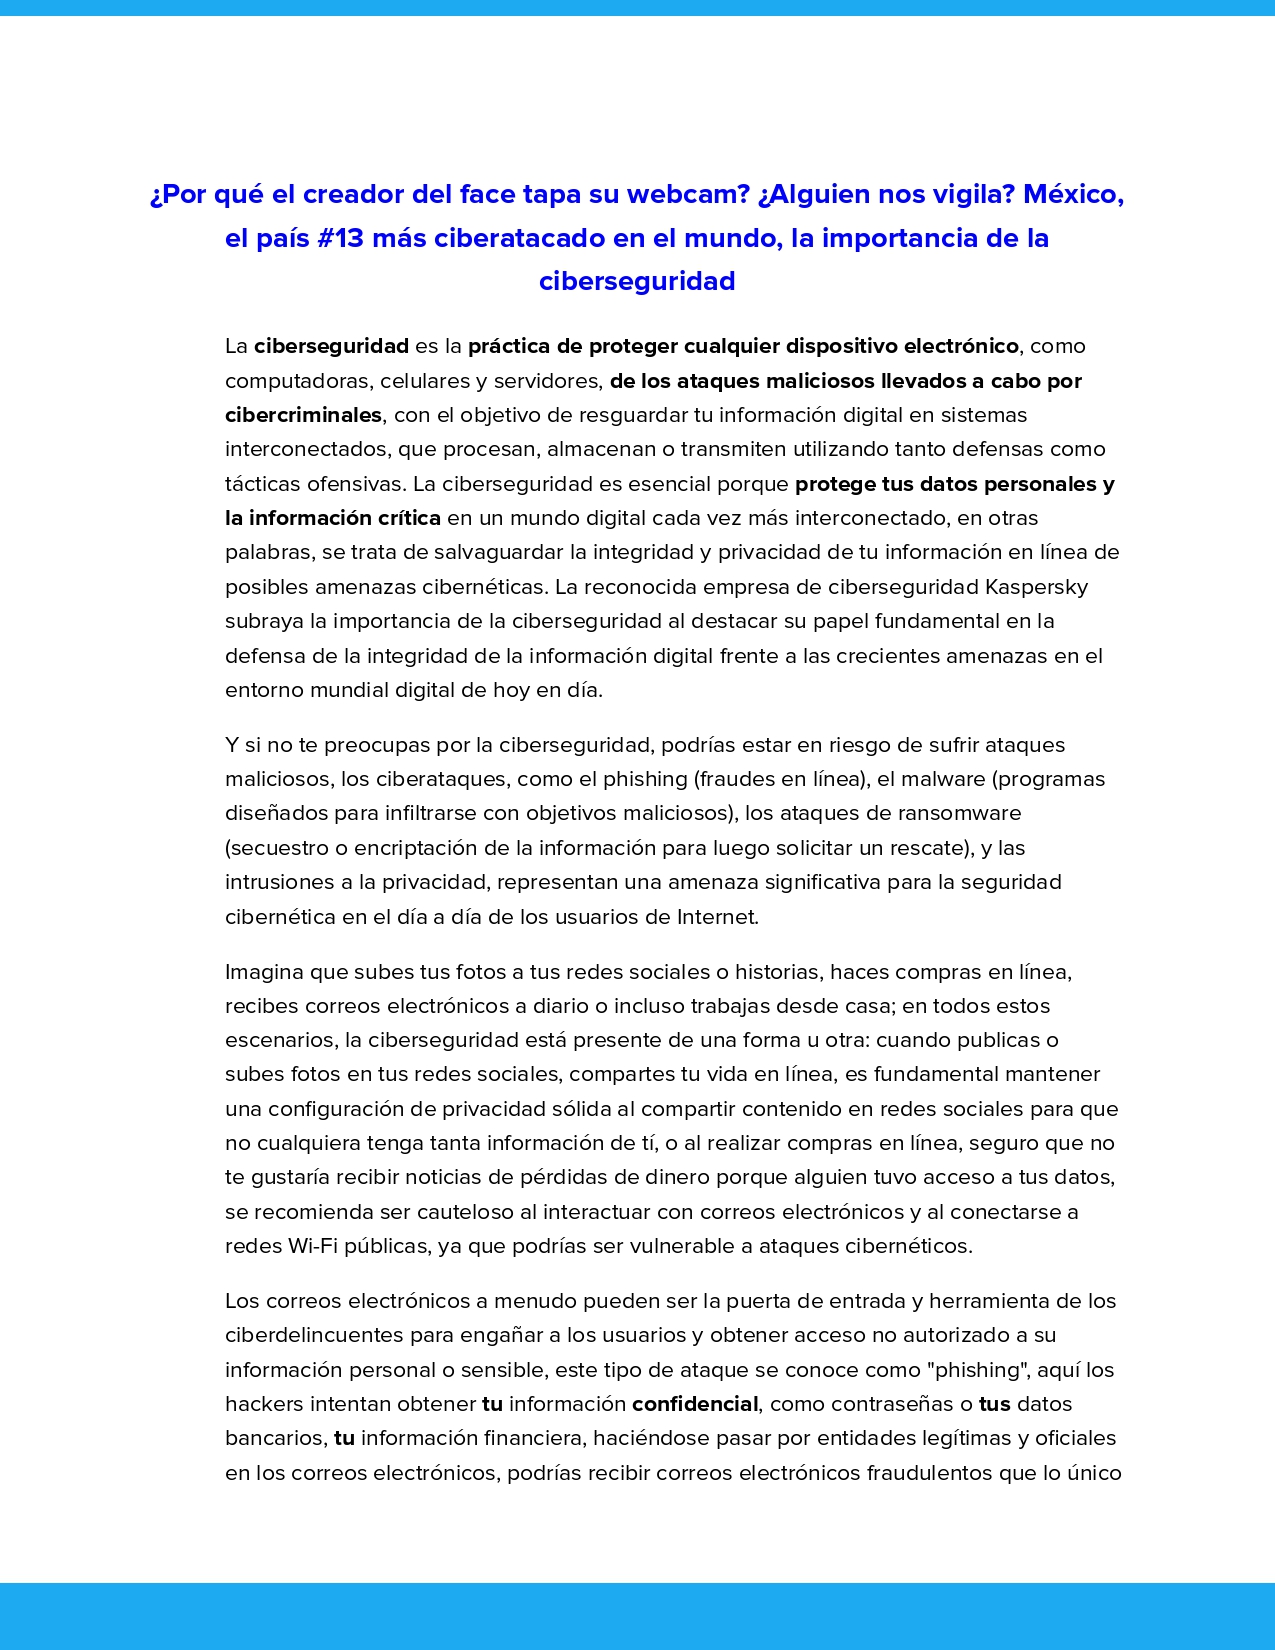 ¿Por qué el creador del face tapa su webcam? ¿Alguien nos vigila? México,
el país #13 más ciberatacado en el mundo, la importancia de la
ciberseguridad
La ciberseguridad es la práctica de proteger cualquier dispositivo electrónico, como
computadoras, celulares y servidores, de los ataques maliciosos llevados a cabo por
cibercriminales, con el objetivo de resguardar tu información digital en sistemas
interconectados, que procesan, almacenan o transmiten utilizando tanto defensas como
tácticas ofensivas. La ciberseguridad es esencial porque protege tus datos personales y
la información crítica en un mundo digital cada vez más interconectado, en otras
palabras, se trata de salvaguardar la integridad y privacidad de tu información en línea de
posibles amenazas cibernéticas. La reconocida empresa de ciberseguridad Kaspersky
subraya la importancia de la ciberseguridad al destacar su papel fundamental en la
defensa de la integridad de la información digital frente a las crecientes amenazas en el
entorno mundial digital de hoy en día.
Y si no te preocupas por la ciberseguridad, podrías estar en riesgo de sufrir ataques
maliciosos, los ciberataques, como el phishing (fraudes en línea), el malware (programas
diseñados para infiltrarse con objetivos maliciosos), los ataques de ransomware
(secuestro o encriptación de la información para luego solicitar un rescate), y las
intrusiones a la privacidad, representan una amenaza significativa para la seguridad
cibernética en el día a día de los usuarios de Internet.
Imagina que subes tus fotos a tus redes sociales o historias, haces compras en línea,
recibes correos electrónicos a diario o incluso trabajas desde casa; en todos estos
escenarios, la ciberseguridad está presente de una forma u otra: cuando publicas o
subes fotos en tus redes sociales, compartes tu vida en línea, es fundamental mantener
una configuración de privacidad sólida al compartir contenido en redes sociales para que
no cualquiera tenga tanta información de tí, o al realizar compras en línea, seguro que no
te gustaría recibir noticias de pérdidas de dinero porque alguien tuvo acceso a tus datos,
se recomienda ser cauteloso al interactuar con correos electrónicos y al conectarse a
redes Wi-Fi públicas, ya que podrías ser vulnerable a ataques cibernéticos.
Los correos electrónicos a menudo pueden ser la puerta de entrada y herramienta de los
ciberdelincuentes para engañar a los usuarios y obtener acceso no autorizado a su
información personal o sensible, este tipo de ataque se conoce como "phishing", aquí los
hackers intentan obtener tu información confidencial, como contraseñas o tus datos
bancarios, tu información financiera, haciéndose pasar por entidades legítimas y oficiales
en los correos electrónicos, podrías recibir correos electrónicos fraudulentos que lo único